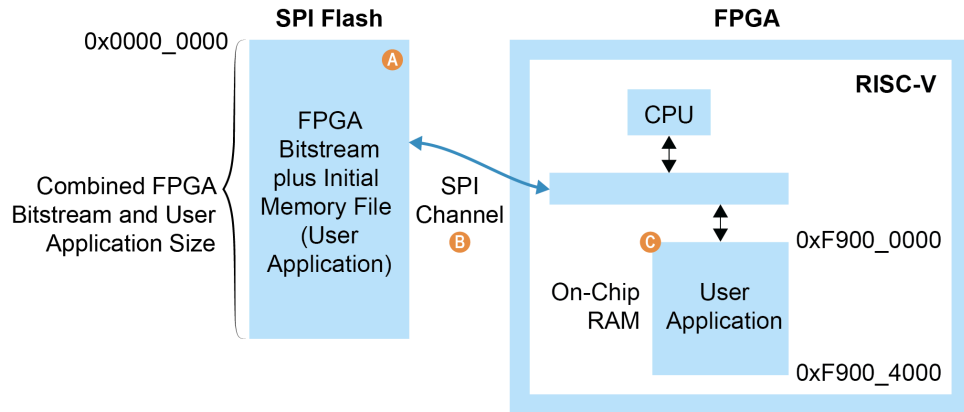 SPI Flash
FPGA
0x0000_0000
A
RISC-V
FPGA
Bitstream
plus Initial
Memory File
(User
Application)
CPU
Combined FPGA
Bitstream and User
Application Size
SPI
Channel
B
C
0xF900_0000
On-Chip
RAM
User
Application
0xF900_4000